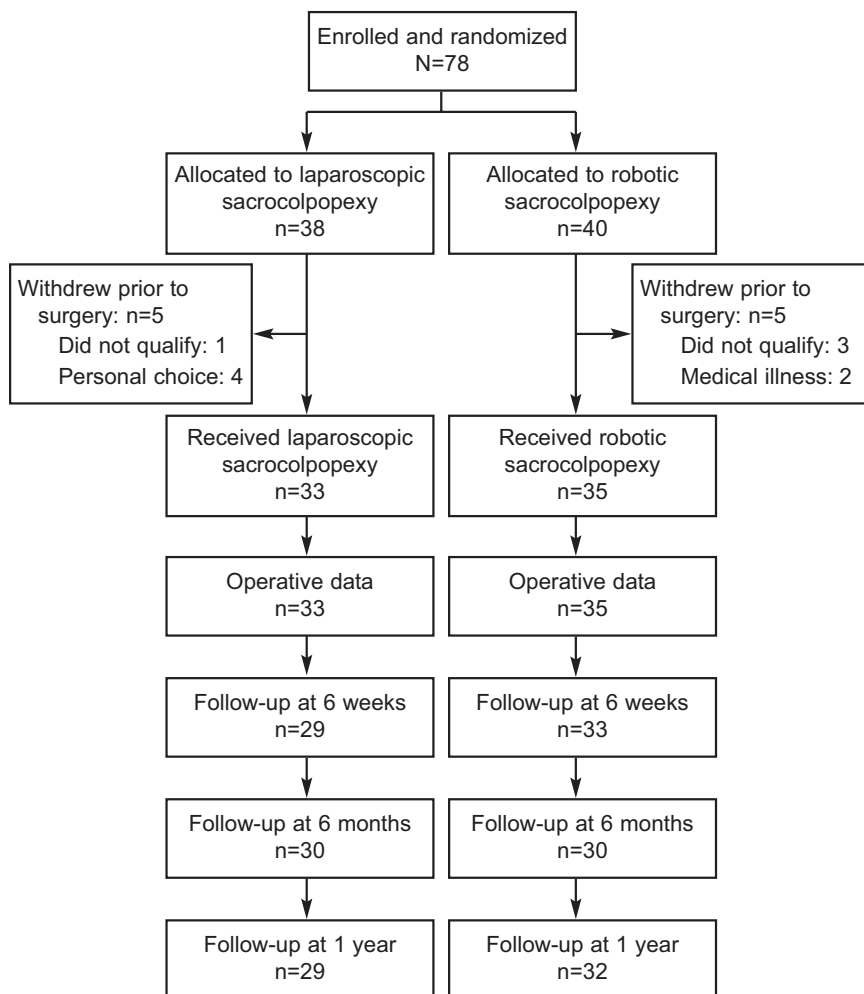 Enrolled and randomized
N=78
Allocated to laparoscopic
sacrocolpopexy
n=38
Allocated to robotic
sacrocolpopexy
n=40
Withdrew prior to
surgery: n=5
Did not qualify: 1
Personal choice: 4
Withdrew prior to
surgery: n=5
Did not qualify: 3
Medical illness: 2
Received laparoscopic
sacrocolpopexy
n=33
Received robotic
sacrocolpopexy
n=35
Operative data
n=33
Operative data
n=35
Follow-up at 6 weeks
n=29
Follow-up at 6 weeks
n=33
Follow-up at 6 months
n=30
Follow-up at 6 months
n=30
Follow-up at 1 year
n=29
Follow-up at 1 year
n=32